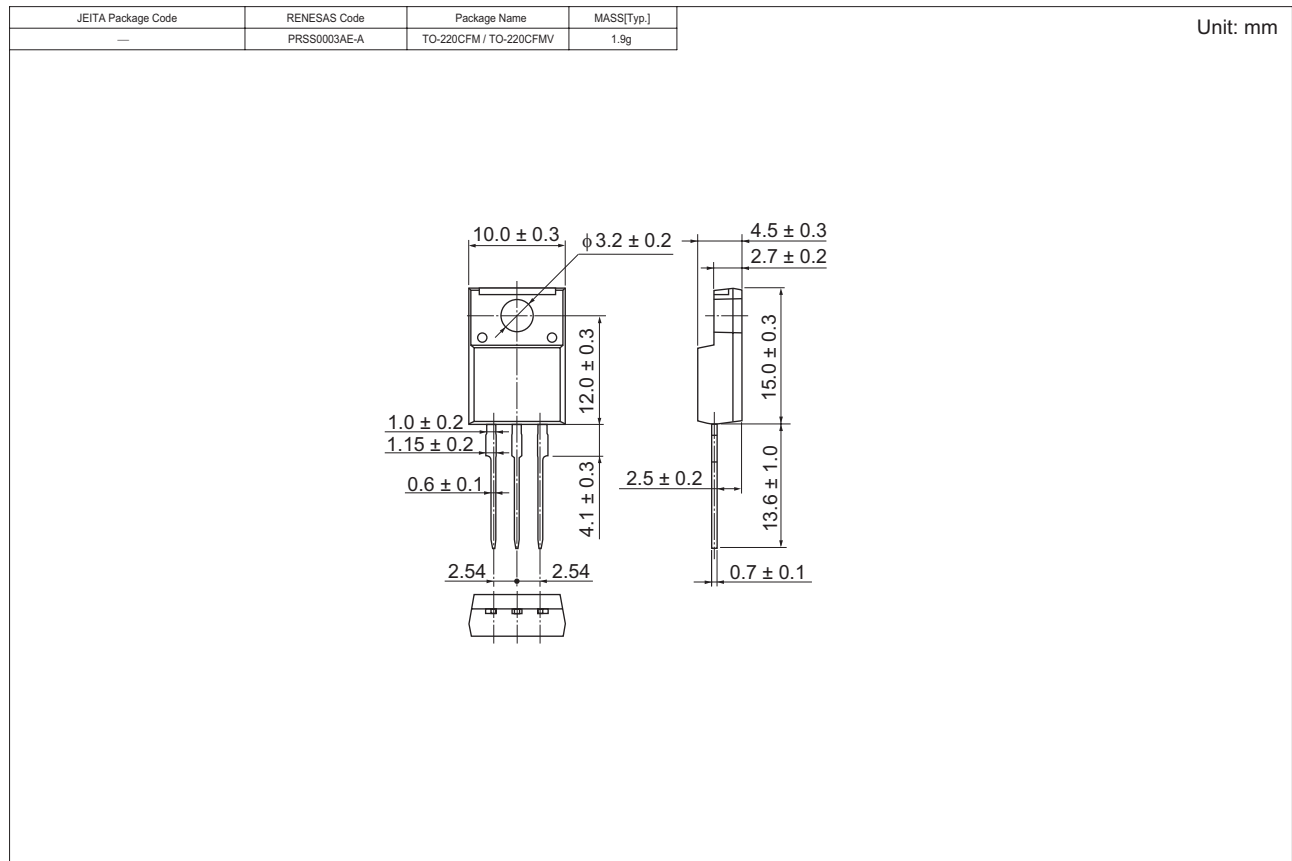 JEITA Package Code RENESAS Code Package Name MASS[Typ.]
— PRSS0003AE-A TO-220CFM / TO-220CFMV 1.9g
Unit: mm
10.0 ± 0.3
ϕ 3.2 ± 0.2
4.5 ± 0.3
2.7 ± 0.2
12.0 ± 0.3
15.0 ± 0.3
1.0 ± 0.2
1.15 ± 0.2
0.6 ± 0.1
4.1 ± 0.3
2.5 ± 0.2
13.6 ± 1.0
2.54 2.54
0.7 ± 0.1